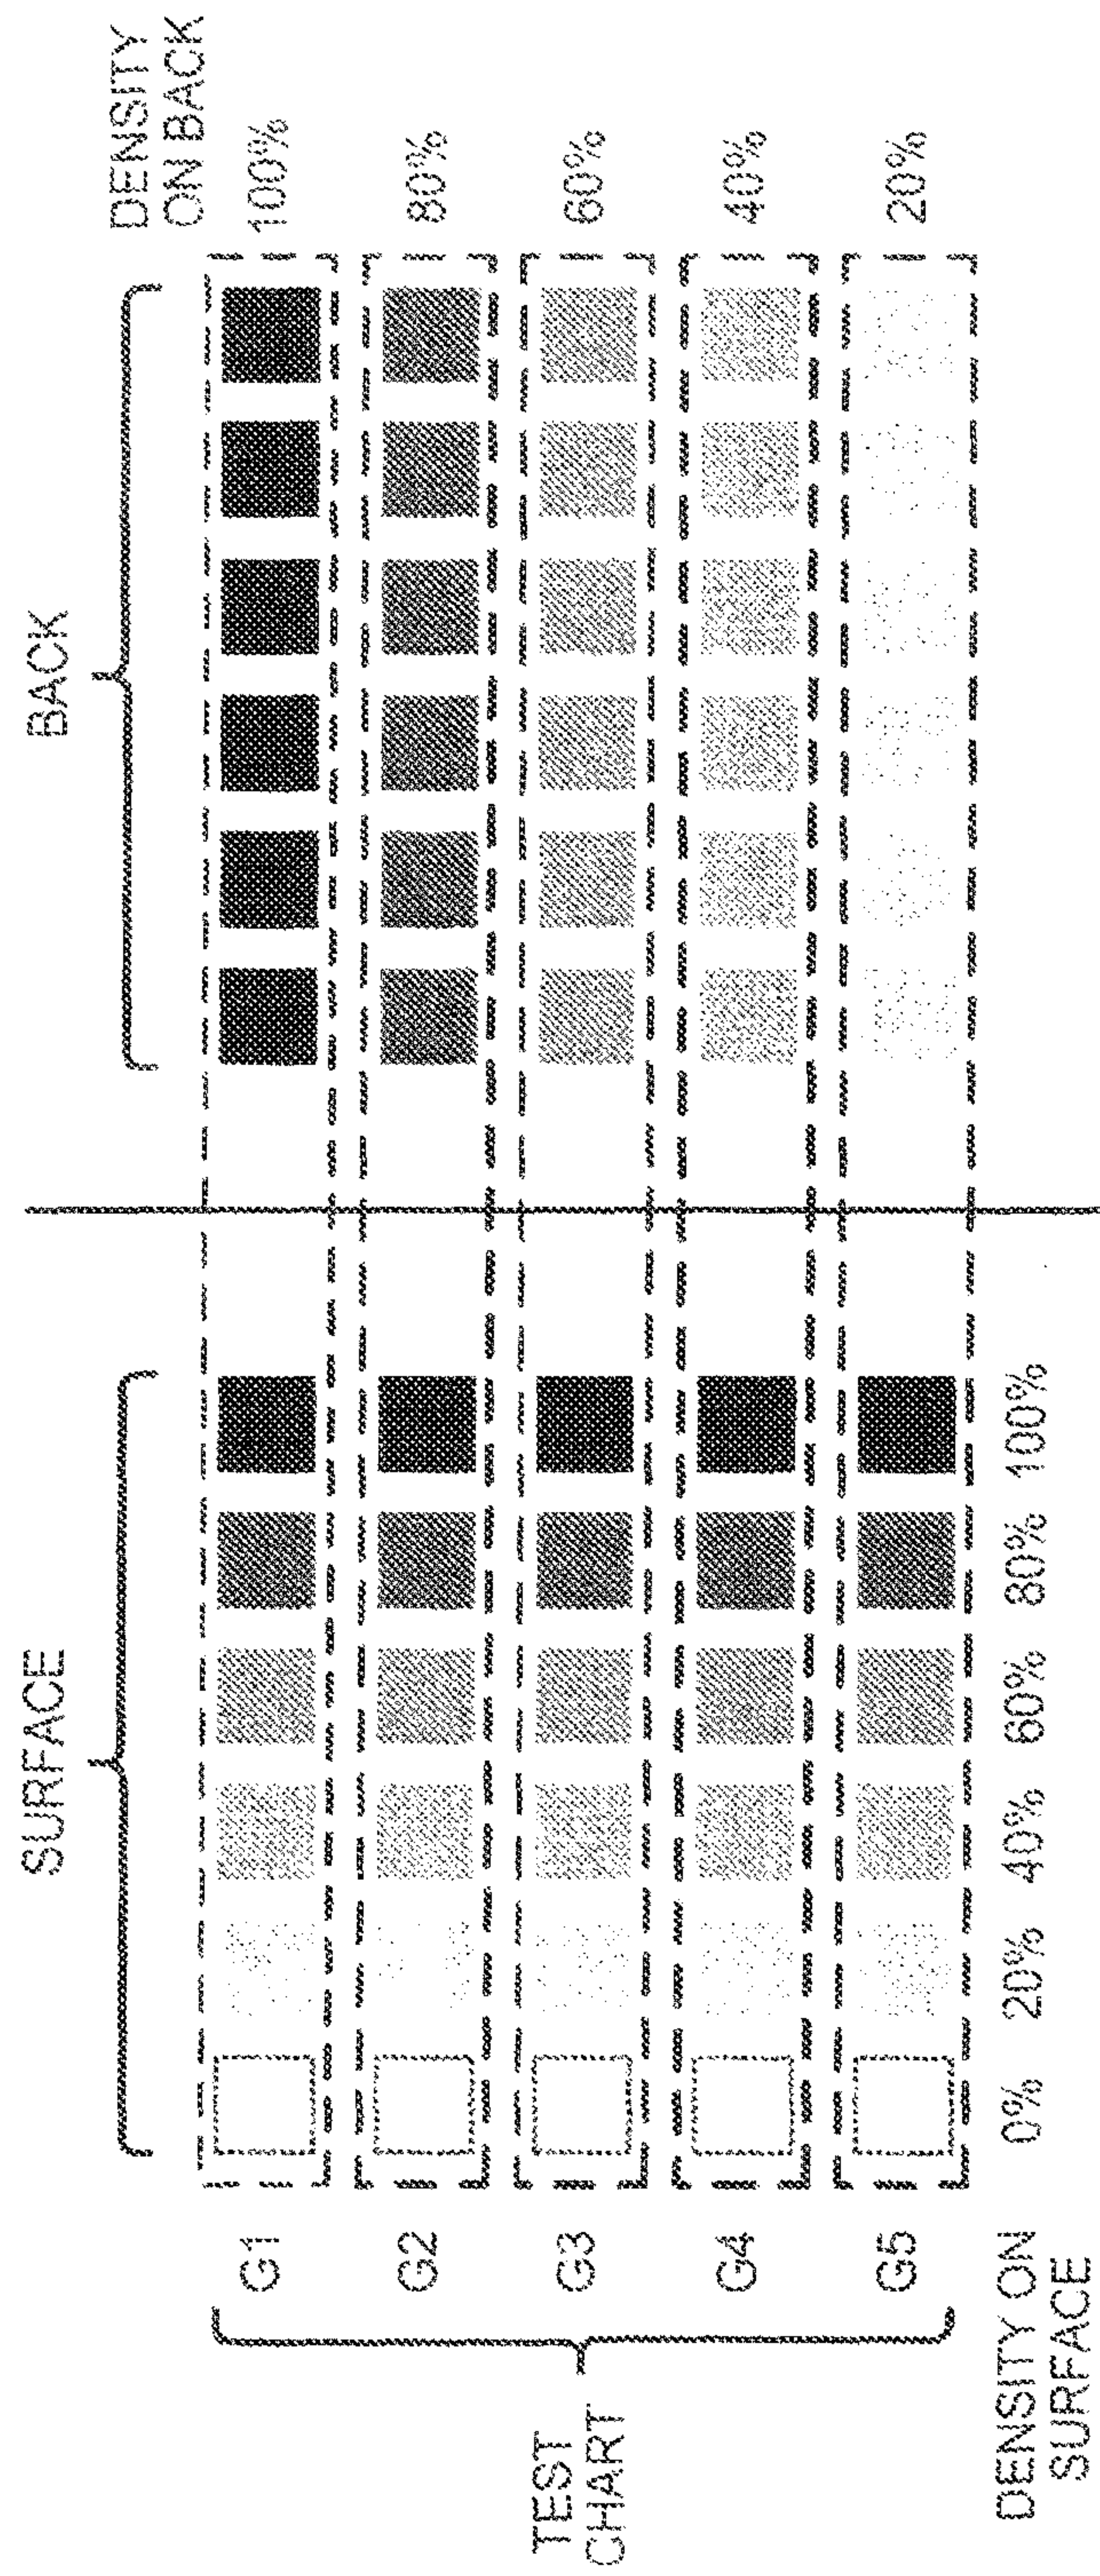 SURFACE
BACK
DENSITY
ON BACK
TEST
CHART
G1
100%
G2
80%
G3
60%
G4
40%
G5
20%
DENSITY ON
SURFACE
0% 20% 40% 60% 80% 100%